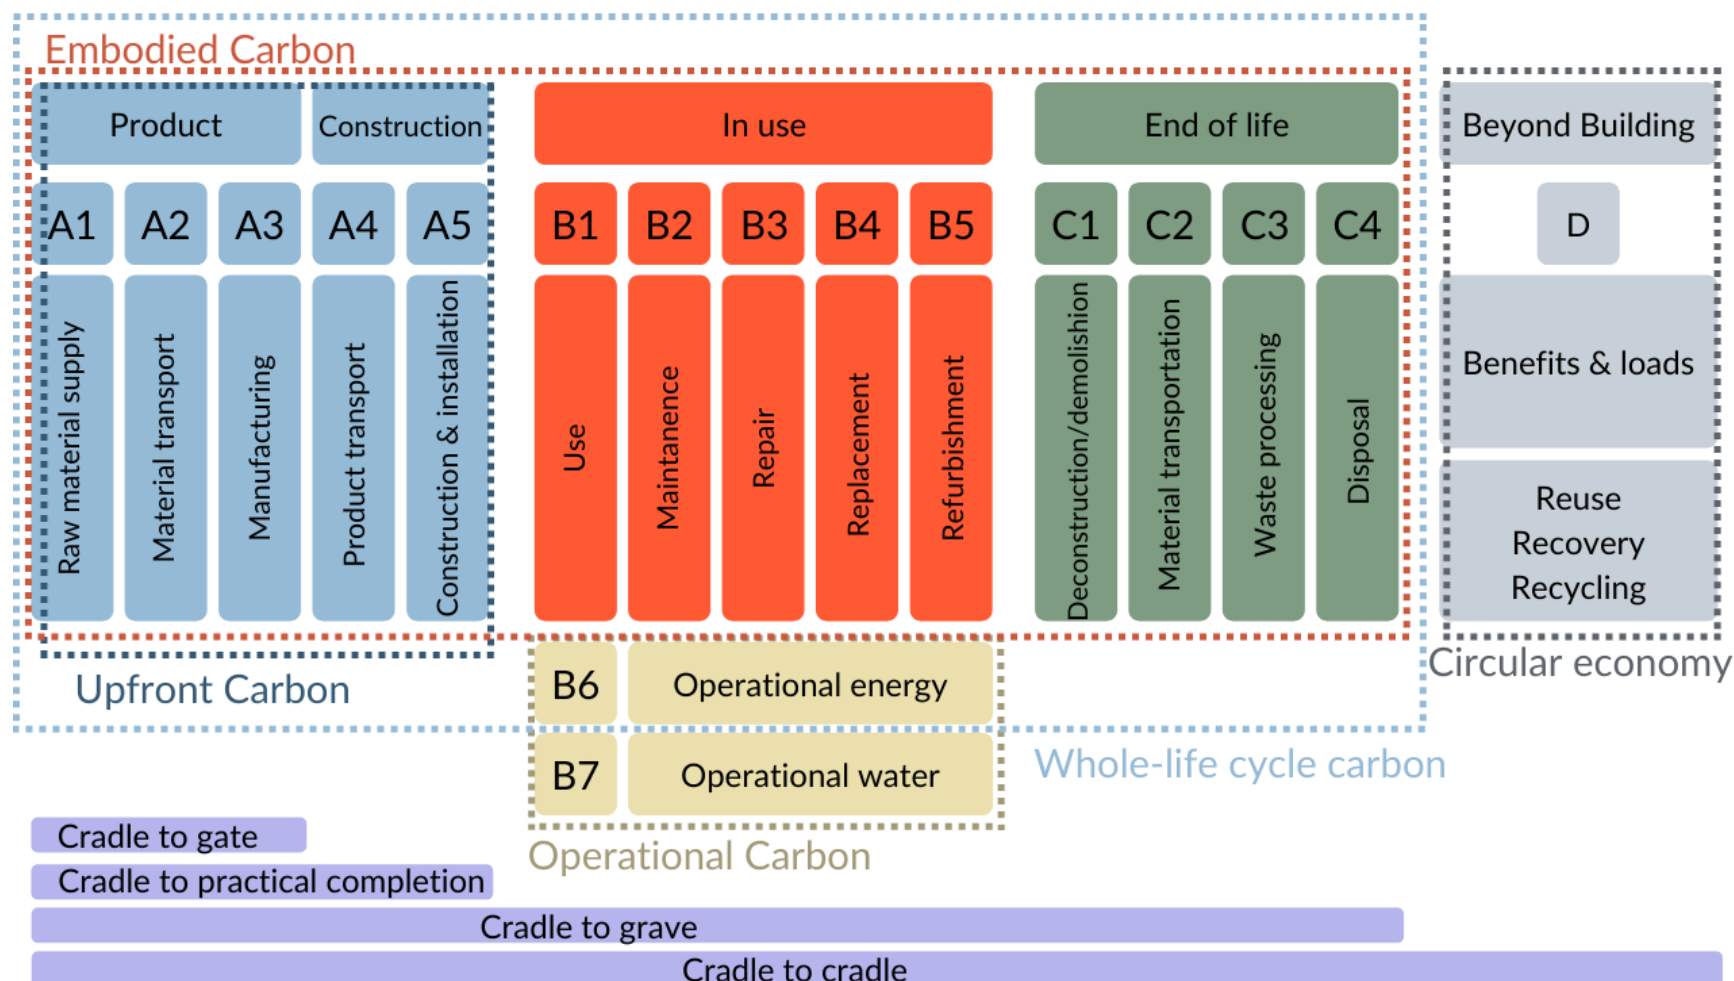 Embodied Carbon
Product
Construction
In use
End of life
Beyond Building
A1
A2
A3
A4
A5
B1
B2
B3
B4
B5
C1
C2
C3
C4
D
Raw material supply
Material transport
Manufacturing
Product transport
Construction & installation
Use
Maintanence
Repair
Replacement
Refurbishment
Deconstruction/demolishion
Material transportation
Waste processing
Disposal
Benefits & loads
Reuse
Recovery
Recycling
Circular economy
Upfront Carbon
B6
Operational energy
B7
Operational water
Whole-life cycle carbon
Operational Carbon
Cradle to gate
Cradle to practical completion
Cradle to grave
Cradle to cradle